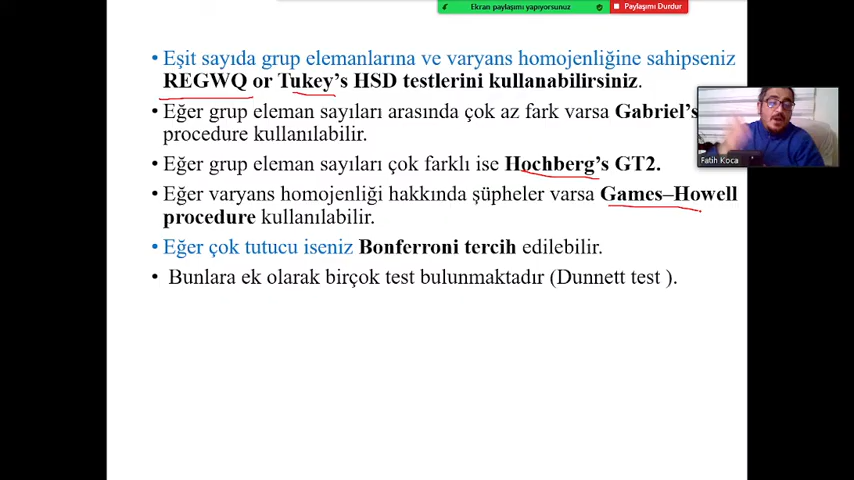 Ekran paylaşımı yapıyorsunuz
Paylaşımı Durdur
• Eşit sayıda grup elemanlarına ve varyans homojenliğine sahipseniz
REGWQ or Tukey’s HSD testlerini kullanabilirsiniz.
• Eğer grup eleman sayıları arasında çok az fark varsa Gabriel’s
procedure kullanılabilir.
• Eğer grup eleman sayıları çok farklı ise Hochberg’s GT2.
• Eğer varyans homojenliği hakkında şüpheler varsa Games–Howell
procedure kullanılabilir.
• Eğer çok tutucu iseniz Bonferroni tercih edilebilir.
• Bunlara ek olarak birçok test bulunmaktadır (Dunnett test ).
Fatih Koca